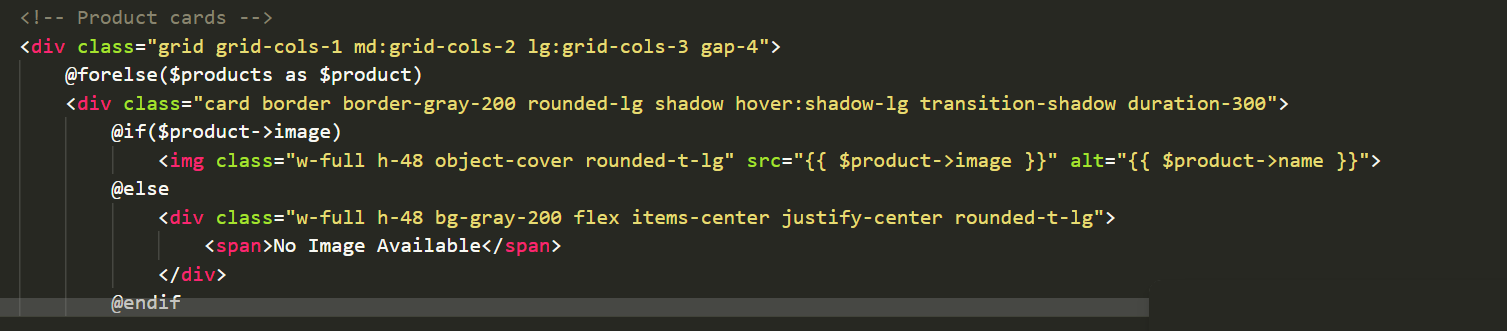 <!-- Product cards -->
<div class="grid grid-cols-1 md:grid-cols-2 lg:grid-cols-3 gap-4">
@forelse($products as $product)
<div class="card border border-gray-200 rounded-lg shadow hover:shadow-lg transition-shadow duration-300">
@if($product->image)
<img class="w-full h-48 object-cover rounded-t-lg" src="{{ $product->image }}" alt="{{ $product->name }}">
@else
<div class="w-full h-48 bg-gray-200 flex items-center justify-center rounded-t-lg">
<span>No Image Available</span>
</div>
@endif